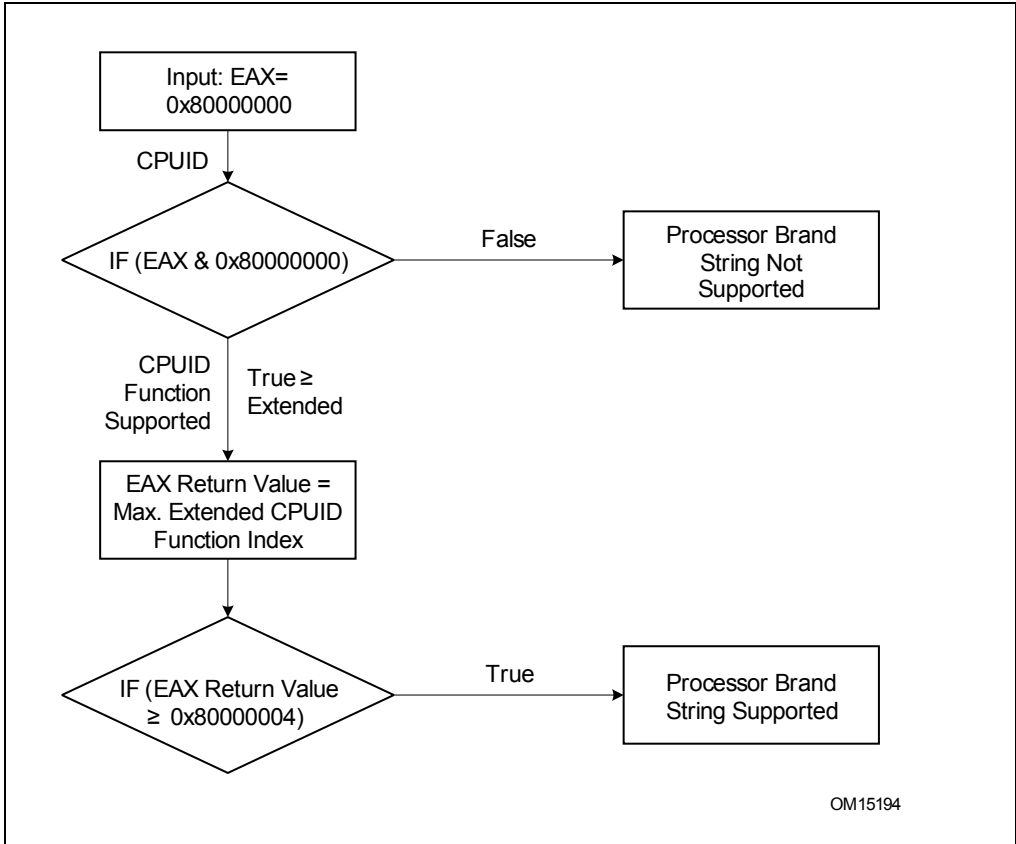 Input: EAX=
0x80000000
CPUID
IF (EAX & 0x80000000)
False
Processor Brand
String Not
Supported
CPUID
Function
Supported
True ≥
Extended
EAX Return Value =
Max. Extended CPUID
Function Index
IF (EAX Return Value
≥ 0x80000004)
True
Processor Brand
String Supported
OM15194